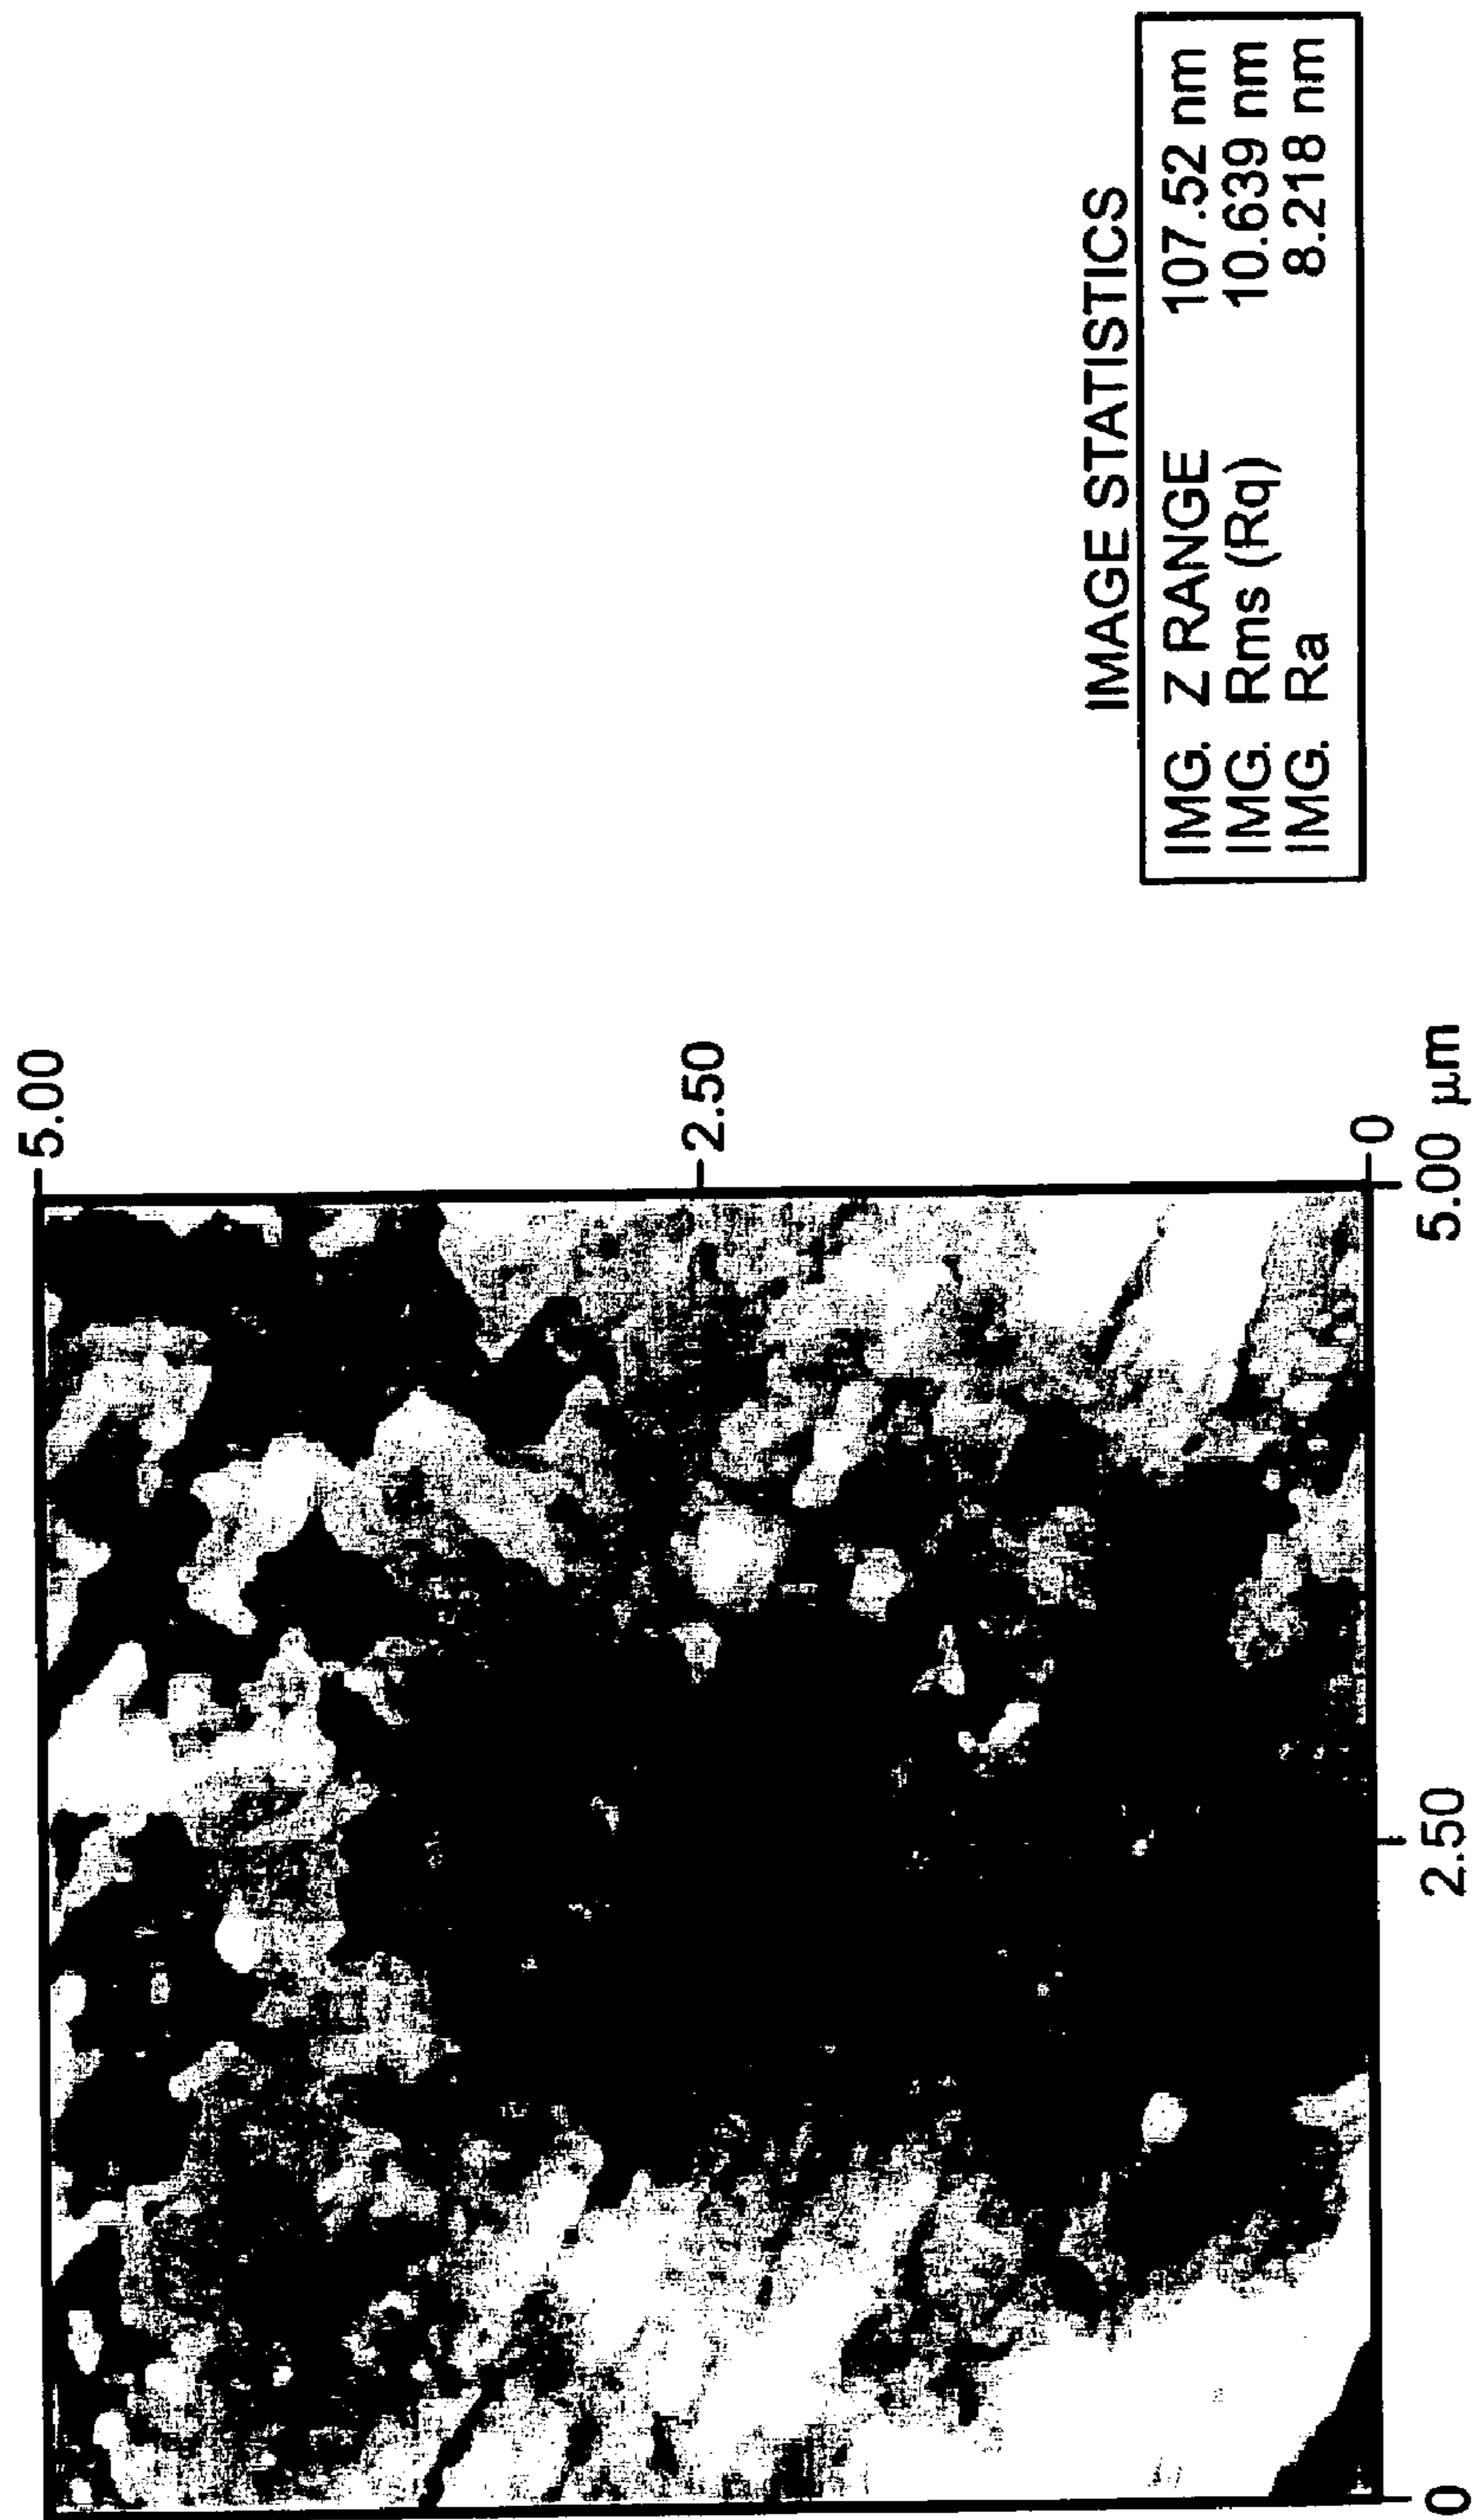 5.00
2.50
0
0
2.50
5.00 μm
IMAGE STATISTICS
IMG. Z RANGE 107.52 nm
IMG. Rms (Rq) 10.639 nm
IMG. Ra 8.218 nm